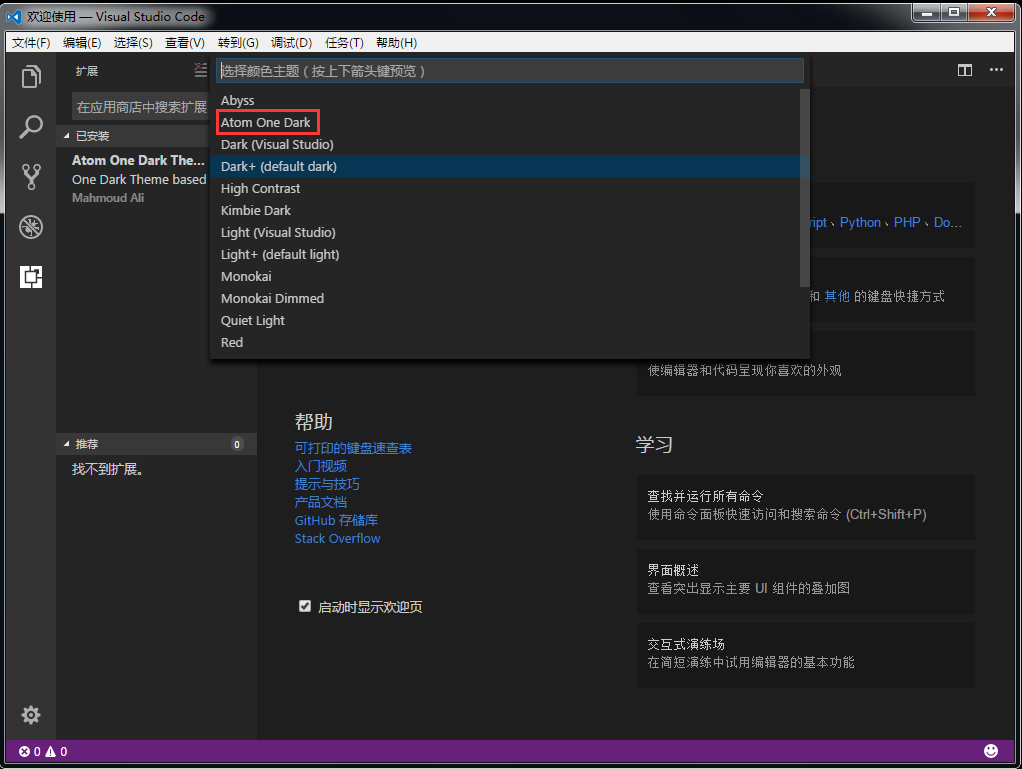 欢迎使用 — Visual Studio Code
文件(F) 编辑(E) 选择(S) 查看(V) 转到(G) 调试(D) 任务(T) 帮助(H)
扩展
在应用商店中搜索扩展
已安装
Atom One Dark The...
One Dark Theme based
Mahmoud Ali
推荐 0
找不到扩展。
选择颜色主题（按上下箭头键预览）
Abyss
Atom One Dark
Dark (Visual Studio)
Dark+ (default dark)
High Contrast
Kimbie Dark
Light (Visual Studio)
Light+ (default light)
Monokai
Monokai Dimmed
Quiet Light
Red
ript、Python、PHP、Do...
和 其他 的键盘快捷方式
使编辑器和代码呈现你喜欢的外观
帮助
可打印的键盘速查表
入门视频
提示与技巧
产品文档
GitHub 存储库
Stack Overflow
启动时显示欢迎页
学习
查找并运行所有命令
使用命令面板快速访问和搜索命令 (Ctrl+Shift+P)
界面概述
查看突出显示主要 UI 组件的叠加图
交互式演练场
在简短演练中试用编辑器的基本功能
0 0